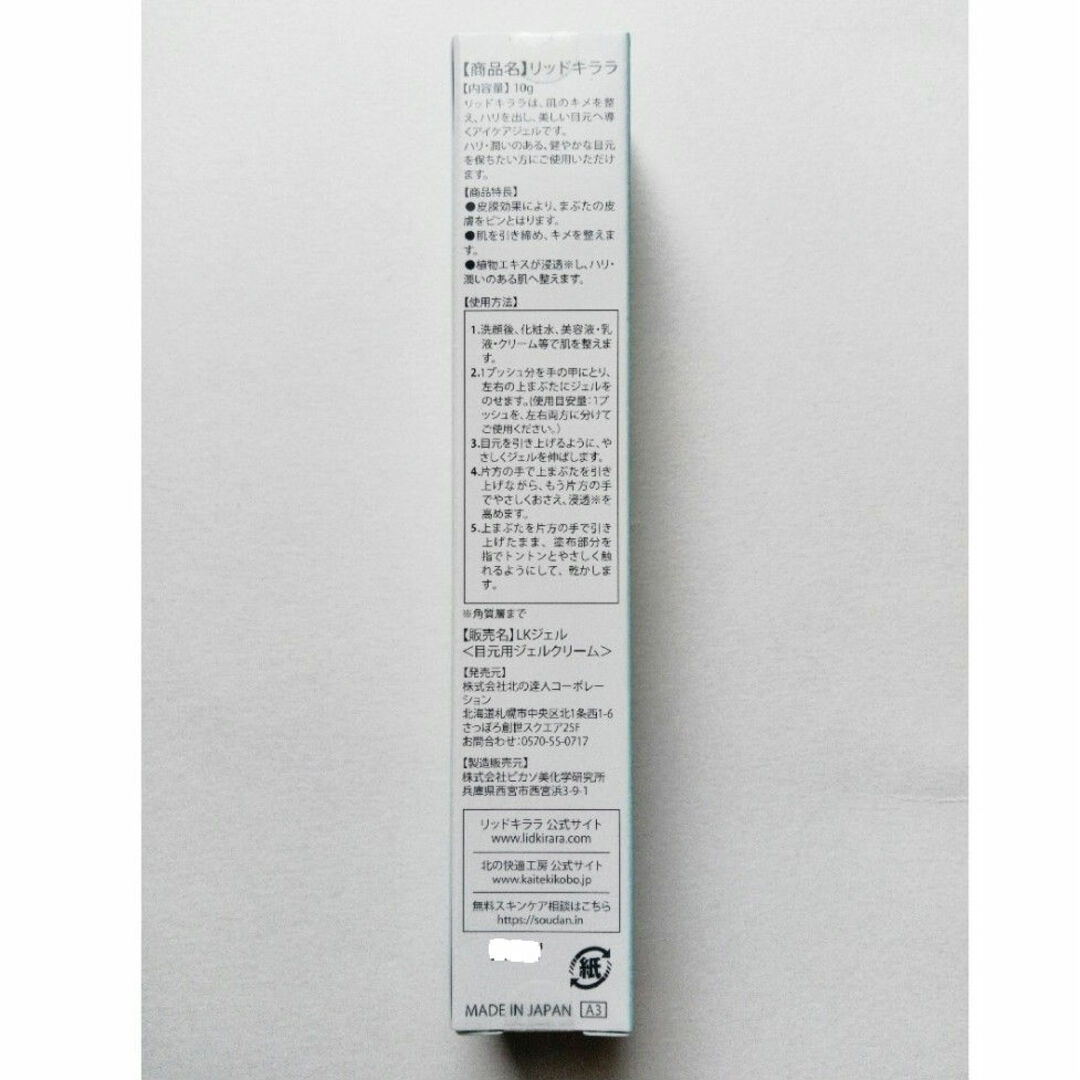 【商品名】リッドキララ
【内容量】10g
リッドキララは、肌のキメを整
え、ハリを出し、美しい目元へ導
くアイケアジェルです。
ハリ・潤いのある、健やかな目元
を保ちたい方にご使用いただけ
ます。
【商品特長】
●皮膜効果により、まぶたの皮
膚をピンとはります。
●肌を引き締め、キメを整えま
す。
●植物エキスが浸透※し、ハリ・
潤いのある肌へ整えます。
【使用方法】
1.洗顔後、化粧水、美容液・乳
液・クリーム等で肌を整えま
す。
2.1プッシュ分を手の甲にとり、
左右の上まぶたにジェルを
のせます。(使用目安量:1プ
ッシュを、左右両方に分けて
ご使用ください。)
3.目元を引き上げるように、や
さしくジェルを伸ばします。
4.片方の手で上まぶたを引き
上げながら、もう片方の手
でやさしくおさえ、浸透※を
高めます。
5.上まぶたを片方の手で引き
上げたまま、塗布部分を
指でトントンとやさしく触
れるようにして、乾かしま
す。
※角質層まで
【販売名】LKジェル
<目元用ジェルクリーム>
【発売元】
株式会社北の達人コーポレー
ション
北海道札幌市中央区北1条西1-6
さっぽろ創世スクエア25F
お問合わせ:0570-55-0717
【製造販売元】
株式会社ピカソ美化学研究所
兵庫県西宮市西宮浜3-9-1
リッドキララ 公式サイト
www.lidkirara.com
北の快適工房 公式サイト
www.kaitekikobo.jp
無料スキンケア相談はこちら
https://soudan.in
紙
MADE IN JAPAN A3